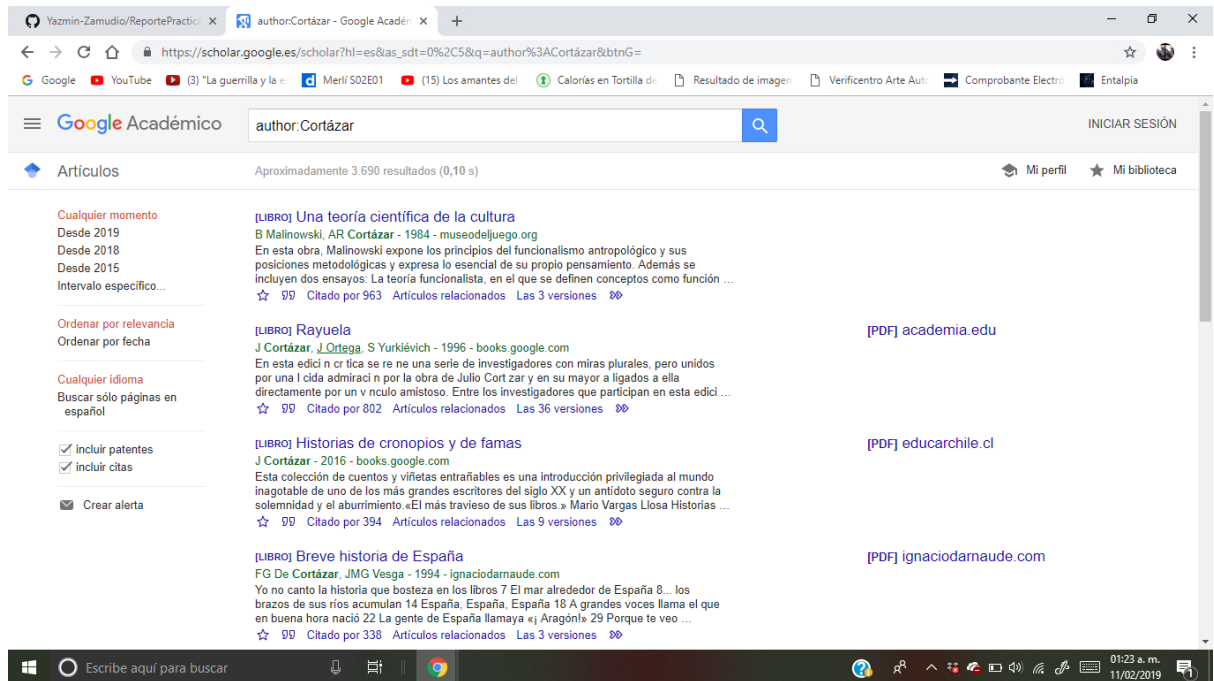 Yazmin-Zamudio/ReportePractica
author:Cortázar - Google Académ
https://scholar.google.es/scholar?hl=es&as_sdt=0%2C5&q=author%3ACortázar&btnG=
Google YouTube (3) "La guerrilla y la e Merlí S02E01 (15) Los amantes del Calorías en Tortilla de Resultado de imagen Verificentro Arte Auto Comprobante Electró Entalpia
Google Académico
author:Cortázar
INICIAR SESIÓN
Artículos
Aproximadamente 3.690 resultados (0,10 s)
Mi perfil
Mi biblioteca
Cualquier momento
Desde 2019
Desde 2018
Desde 2015
Intervalo específico...
Ordenar por relevancia
Ordenar por fecha
Cualquier idioma
Buscar sólo páginas en
español
incluir patentes
incluir citas
Crear alerta
[LIBRO] Una teoría científica de la cultura
B Malinowski, AR Cortázar - 1984 - museodeljuego.org
En esta obra, Malinowski expone los principios del funcionalismo antropológico y sus
posiciones metodológicas y expresa lo esencial de su propio pensamiento. Además se
incluyen dos ensayos: La teoría funcionalista, en el que se definen conceptos como función ...
Citado por 963 Artículos relacionados Las 3 versiones
[LIBRO] Rayuela
[PDF] academia.edu
J Cortázar, J Ortega, S Yurkiévich - 1996 - books.google.com
En esta edici n cr tica se re ne una serie de investigadores con miras plurales, pero unidos
por una l cida admiraci n por la obra de Julio Cort zar y en su mayor a ligados a ella
directamente por un v nculo amistoso. Entre los investigadores que participan en esta edici ...
Citado por 802 Artículos relacionados Las 36 versiones
[LIBRO] Historias de cronopios y de famas
[PDF] educarchile.cl
J Cortázar - 2016 - books.google.com
Esta colección de cuentos y viñetas entrañables es una introducción privilegiada al mundo
inagotable de uno de los más grandes escritores del siglo XX y un antídoto seguro contra la
solemnidad y el aburrimiento.«El más travieso de sus libros.» Mario Vargas Llosa Historias ...
Citado por 394 Artículos relacionados Las 9 versiones
[LIBRO] Breve historia de España
[PDF] ignaciodarnaude.com
FG De Cortázar, JMG Vesga - 1994 - ignaciodarnaude.com
Yo no canto la historia que bosteza en los libros 7 El mar alrededor de España 8... los
brazos de sus ríos acumulan 14 España, España, España 18 A grandes voces llama el que
en buena hora nació 22 La gente de España llamaya «¡ Aragón!» 29 Porque te veo ...
Citado por 338 Artículos relacionados Las 3 versiones
Escribe aquí para buscar
01:23 a. m.
11/02/2019